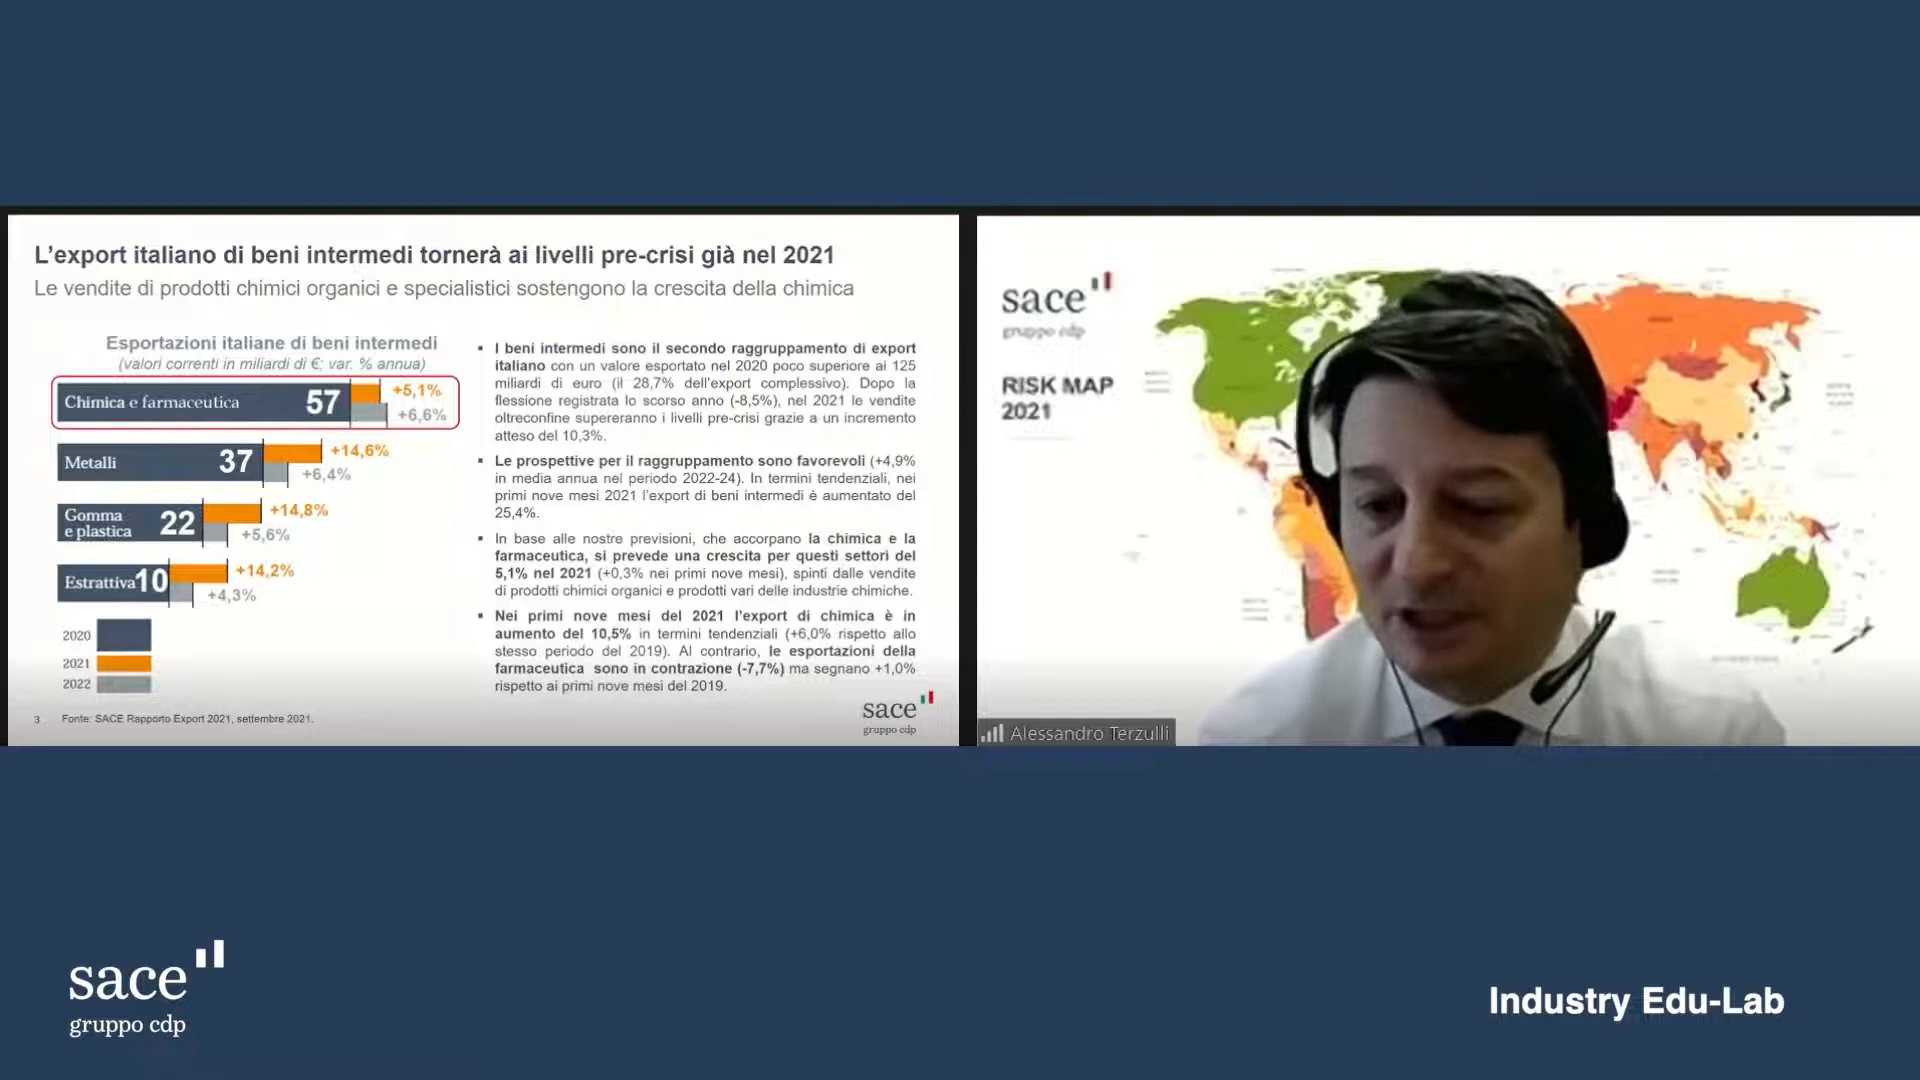 L'export italiano di beni intermedi tornerà ai livelli pre-crisi già nel 2021
Le vendite di prodotti chimici organici e specialistici sostengono la crescita della chimica
Esportazioni italiane di beni intermedi
(valori correnti in miliardi di €; var. % annua)
Chimica e farmaceutica 57 +5,1%
+6,6%
Metalli 37 +14,6%
+6,4%
Gomma
e plastica 22 +14,8%
+5,6%
Estrattiva 10 +14,2%
+4,3%
2020
2021
2022
▪ I beni intermedi sono il secondo raggruppamento di export
italiano con un valore esportato nel 2020 poco superiore ai 125
miliardi di euro (il 28,7% dell'export complessivo). Dopo la
flessione registrata lo scorso anno (-8,5%), nel 2021 le vendite
oltreconfine supereranno i livelli pre-crisi grazie a un incremento
atteso del 10,3%.
▪ Le prospettive per il raggruppamento sono favorevoli (+4,9%
in media annua nel periodo 2022-24). In termini tendenziali, nei
primi nove mesi 2021 l'export di beni intermedi è aumentato del
25,4%.
▪ In base alle nostre previsioni, che accorpano la chimica e la
farmaceutica, si prevede una crescita per questi settori del
5,1% nel 2021 (+0,3% nei primi nove mesi), spinti dalle vendite
di prodotti chimici organici e prodotti vari delle industrie chimiche.
▪ Nei primi nove mesi del 2021 l'export di chimica è in
aumento del 10,5% in termini tendenziali (+6,0% rispetto allo
stesso periodo del 2019). Al contrario, le esportazioni della
farmaceutica sono in contrazione (-7,7%) ma segnano +1,0%
rispetto ai primi nove mesi del 2019.
3 Fonte: SACE Rapporto Export 2021, settembre 2021.
sace
gruppo cdp
sace
gruppo cdp
RISK MAP
2021
Alessandro Terzulli
sace
gruppo cdp
Industry Edu-Lab